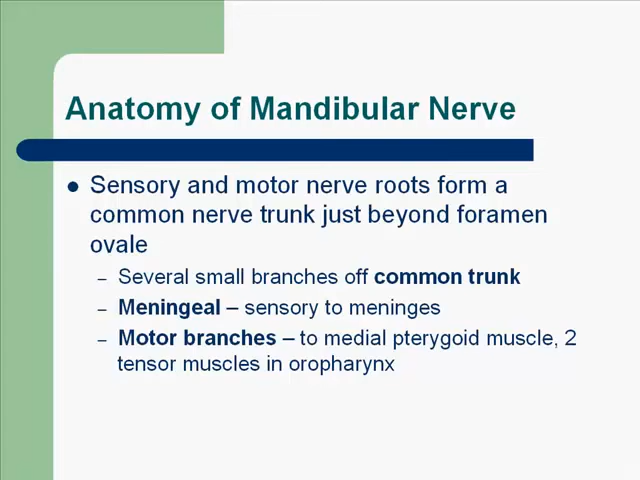 Anatomy of Mandibular Nerve
● Sensory and motor nerve roots form a
common nerve trunk just beyond foramen
ovale
– Several small branches off common trunk
– Meningeal – sensory to meninges
– Motor branches – to medial pterygoid muscle, 2
tensor muscles in oropharynx